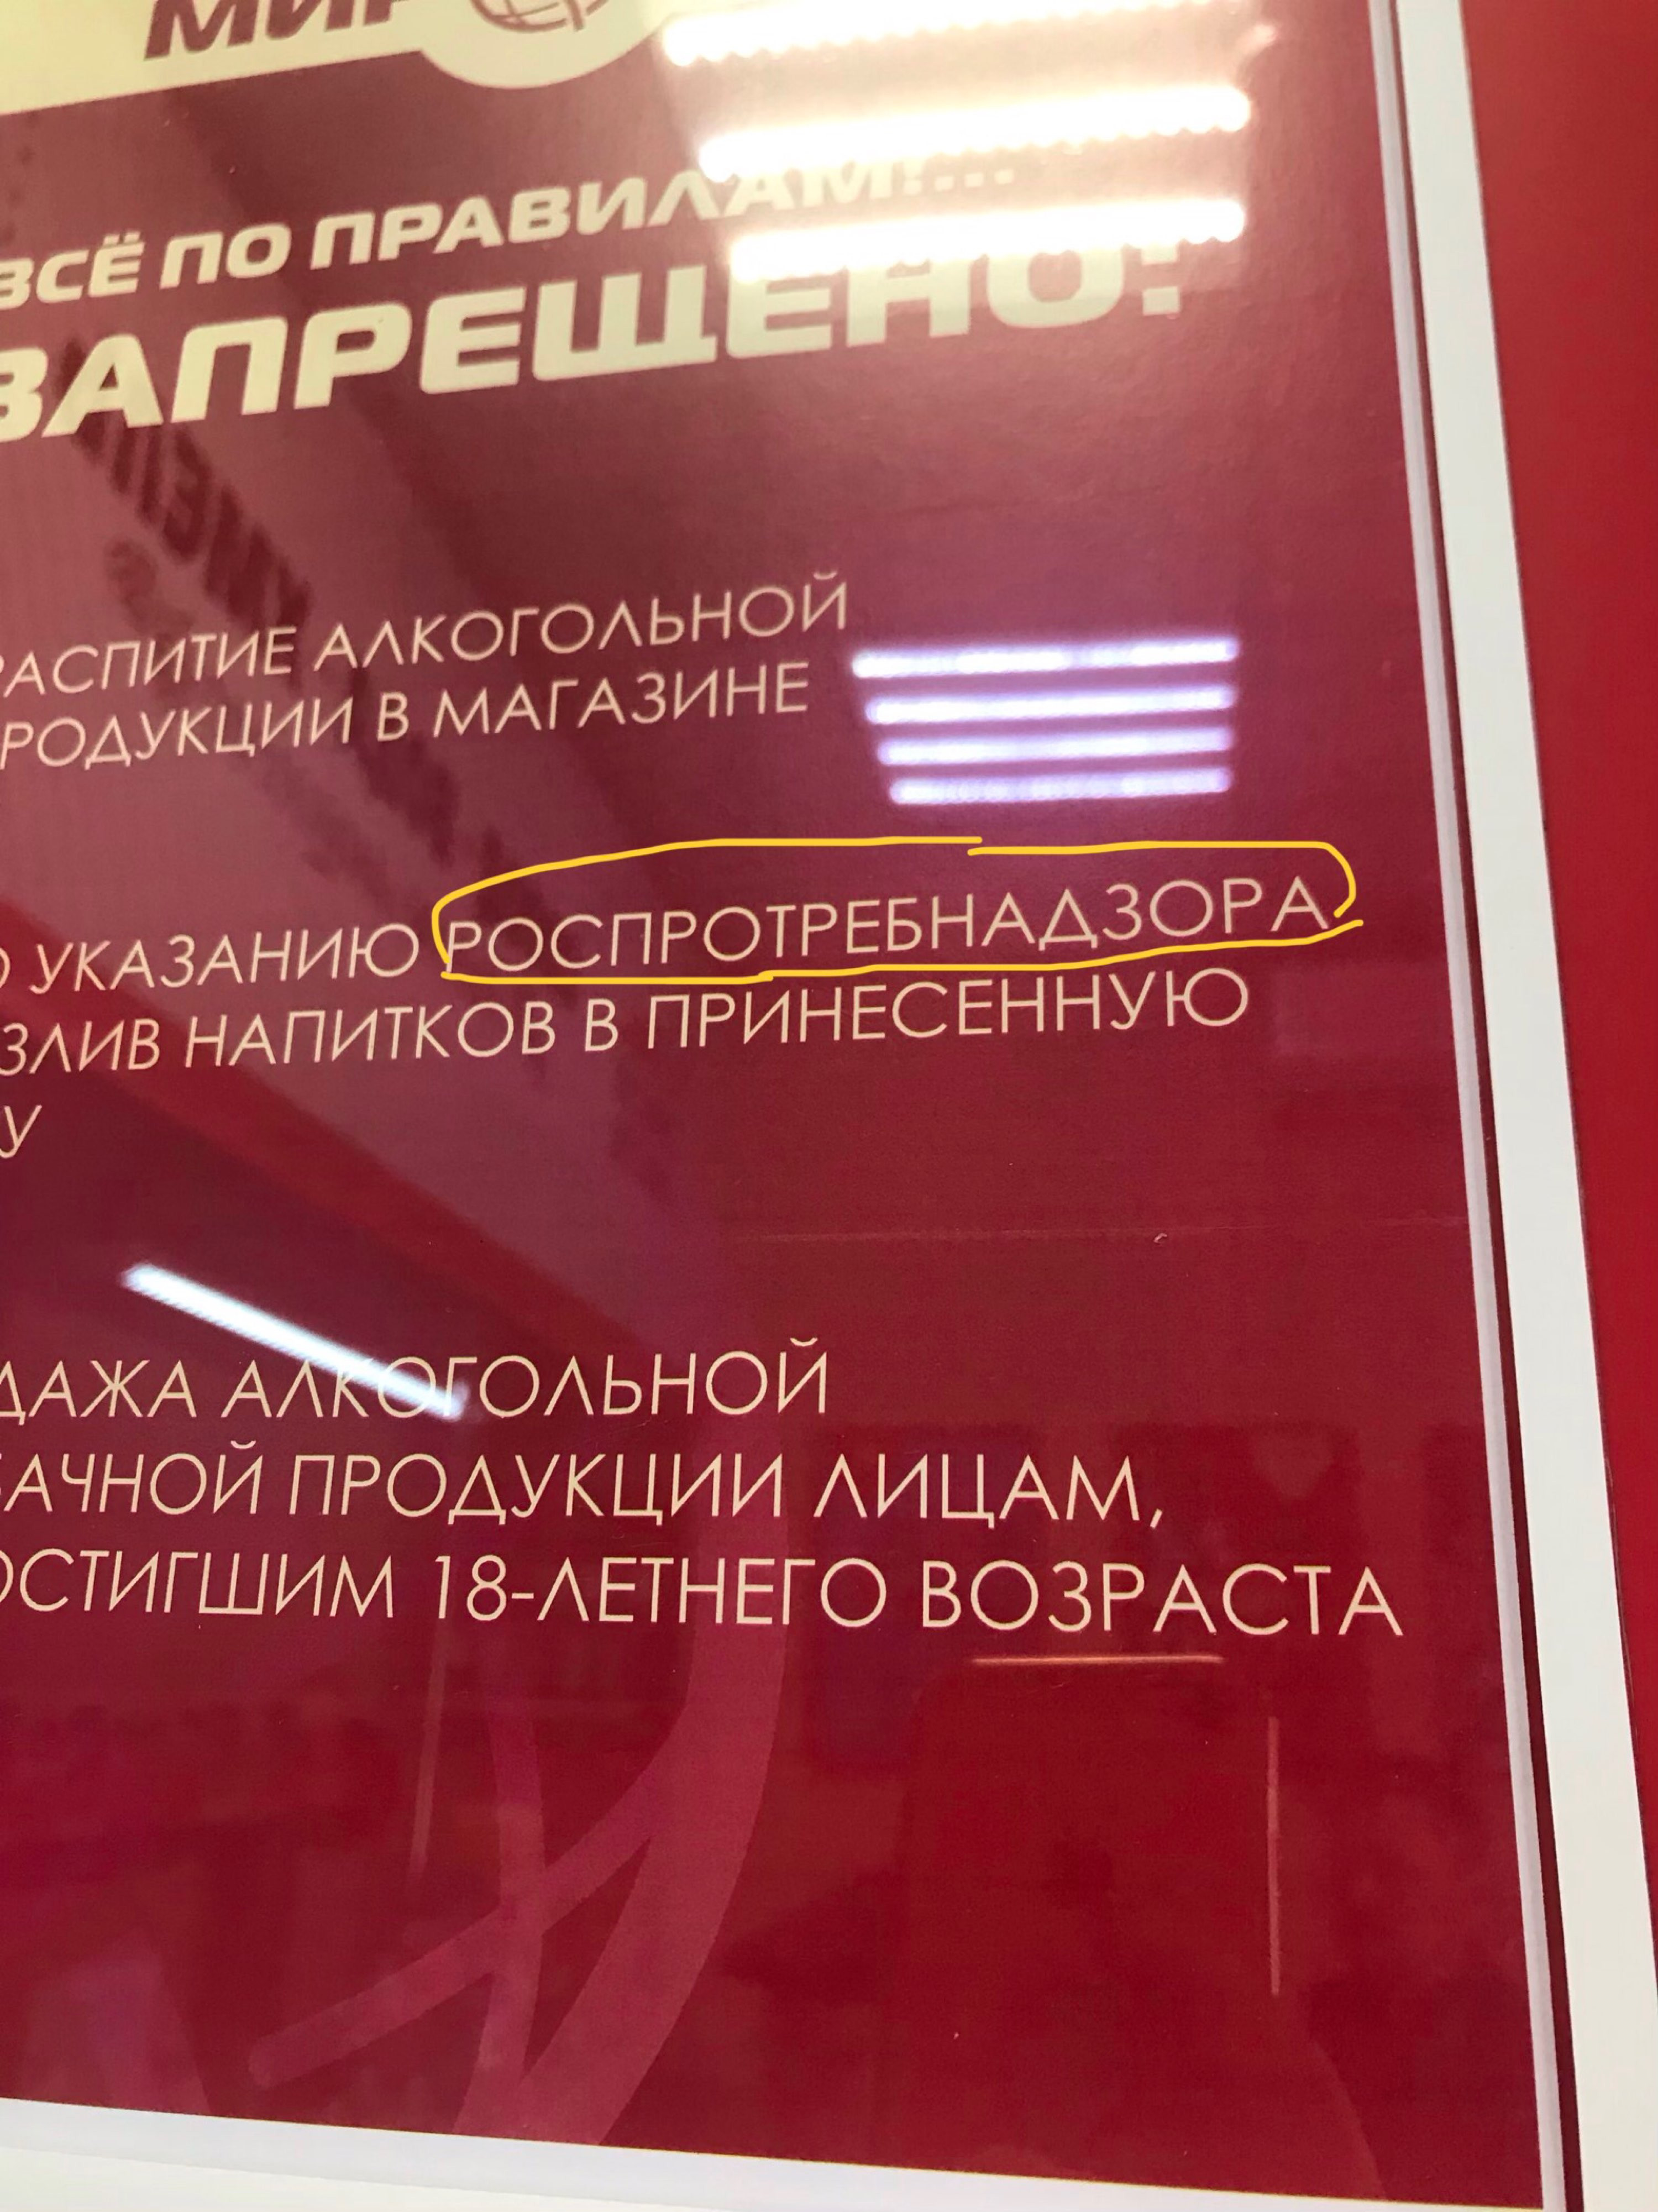 МИР
ВСЁ ПО ПРАВИЛАМ!...
ЗАПРЕЩЕНО:
РАСПИТИЕ АЛКОГОЛЬНОЙ
РОДУКЦИИ В МАГАЗИНЕ
О УКАЗАНИЮ РОСПРОТРЕБНАДЗОРА
ЗЛИВ НАПИТКОВ В ПРИНЕСЕННУЮ
У
ДАЖА АЛКОГОЛЬНОЙ
БАЧНОЙ ПРОДУКЦИИ ЛИЦАМ,
ОСТИГШИМ 18-ЛЕТНЕГО ВОЗРАСТА